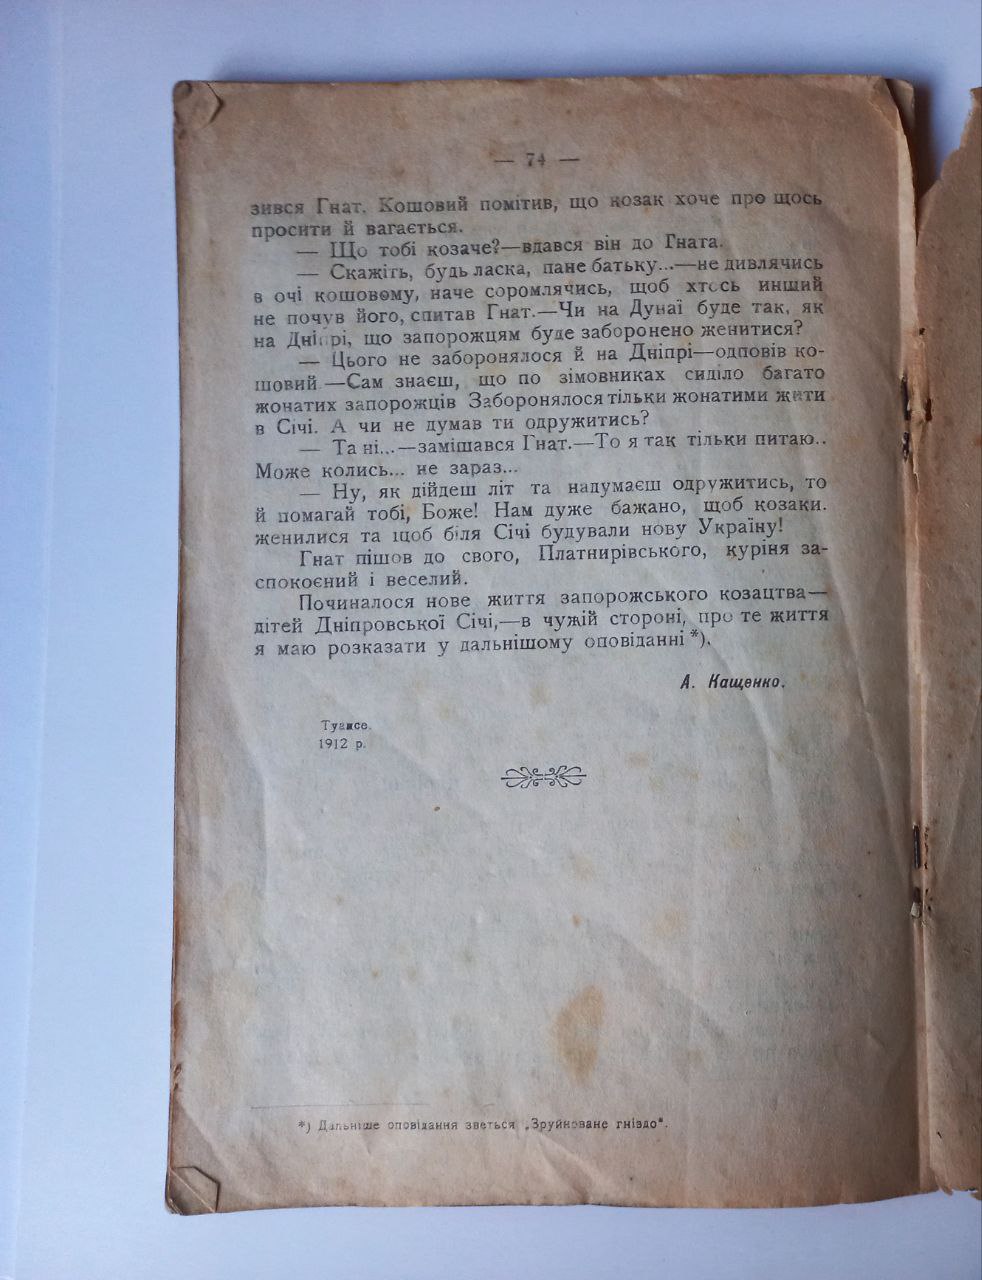 — 74 —
зився Гнат. Кошовий помітив, що козак хоче про щось
просити й вагається.
— Що тобі козаче?—вдався він до Гната.
— Скажіть, будь ласка, пане батьку...—не дивлячись
в очі кошовому, наче соромлячись, щоб хтось инший
не почув його, спитав Гнат.—Чи на Дунаї буде так, як
на Дніпрі, що запорожцям буде заборонено женитися?
— Цього не заборонялося й на Дніпрі—одповів ко-
шовий.—Сам знаєш, що по зімовниках сиділо багато
жонатих запорожців Заборонялося тільки жонатими жити
в Січі. А чи не думав ти одружитись?
— Та ні...—замішався Гнат.—То я так тільки питаю..
Може колись... не зараз...
— Ну, як дійдеш літ та надумаєш одружитись, то
й помагай тобі, Боже! Нам дуже бажано, щоб козаки.
женилися та щоб біля Січі будували нову Україну!
Гнат пішов до свого, Платнирівського, куріня за-
спокоєний і веселий.
Починалося нове життя запорожського козацтва—
дітей Дніпровської Січі,—в чужій стороні, про те життя
я маю розказати у дальнішому оповіданні*).
А. Кащенко.
Туапсе.
1912 р.
*) Дальніше оповідання зветься „Зруйноване гніздо".